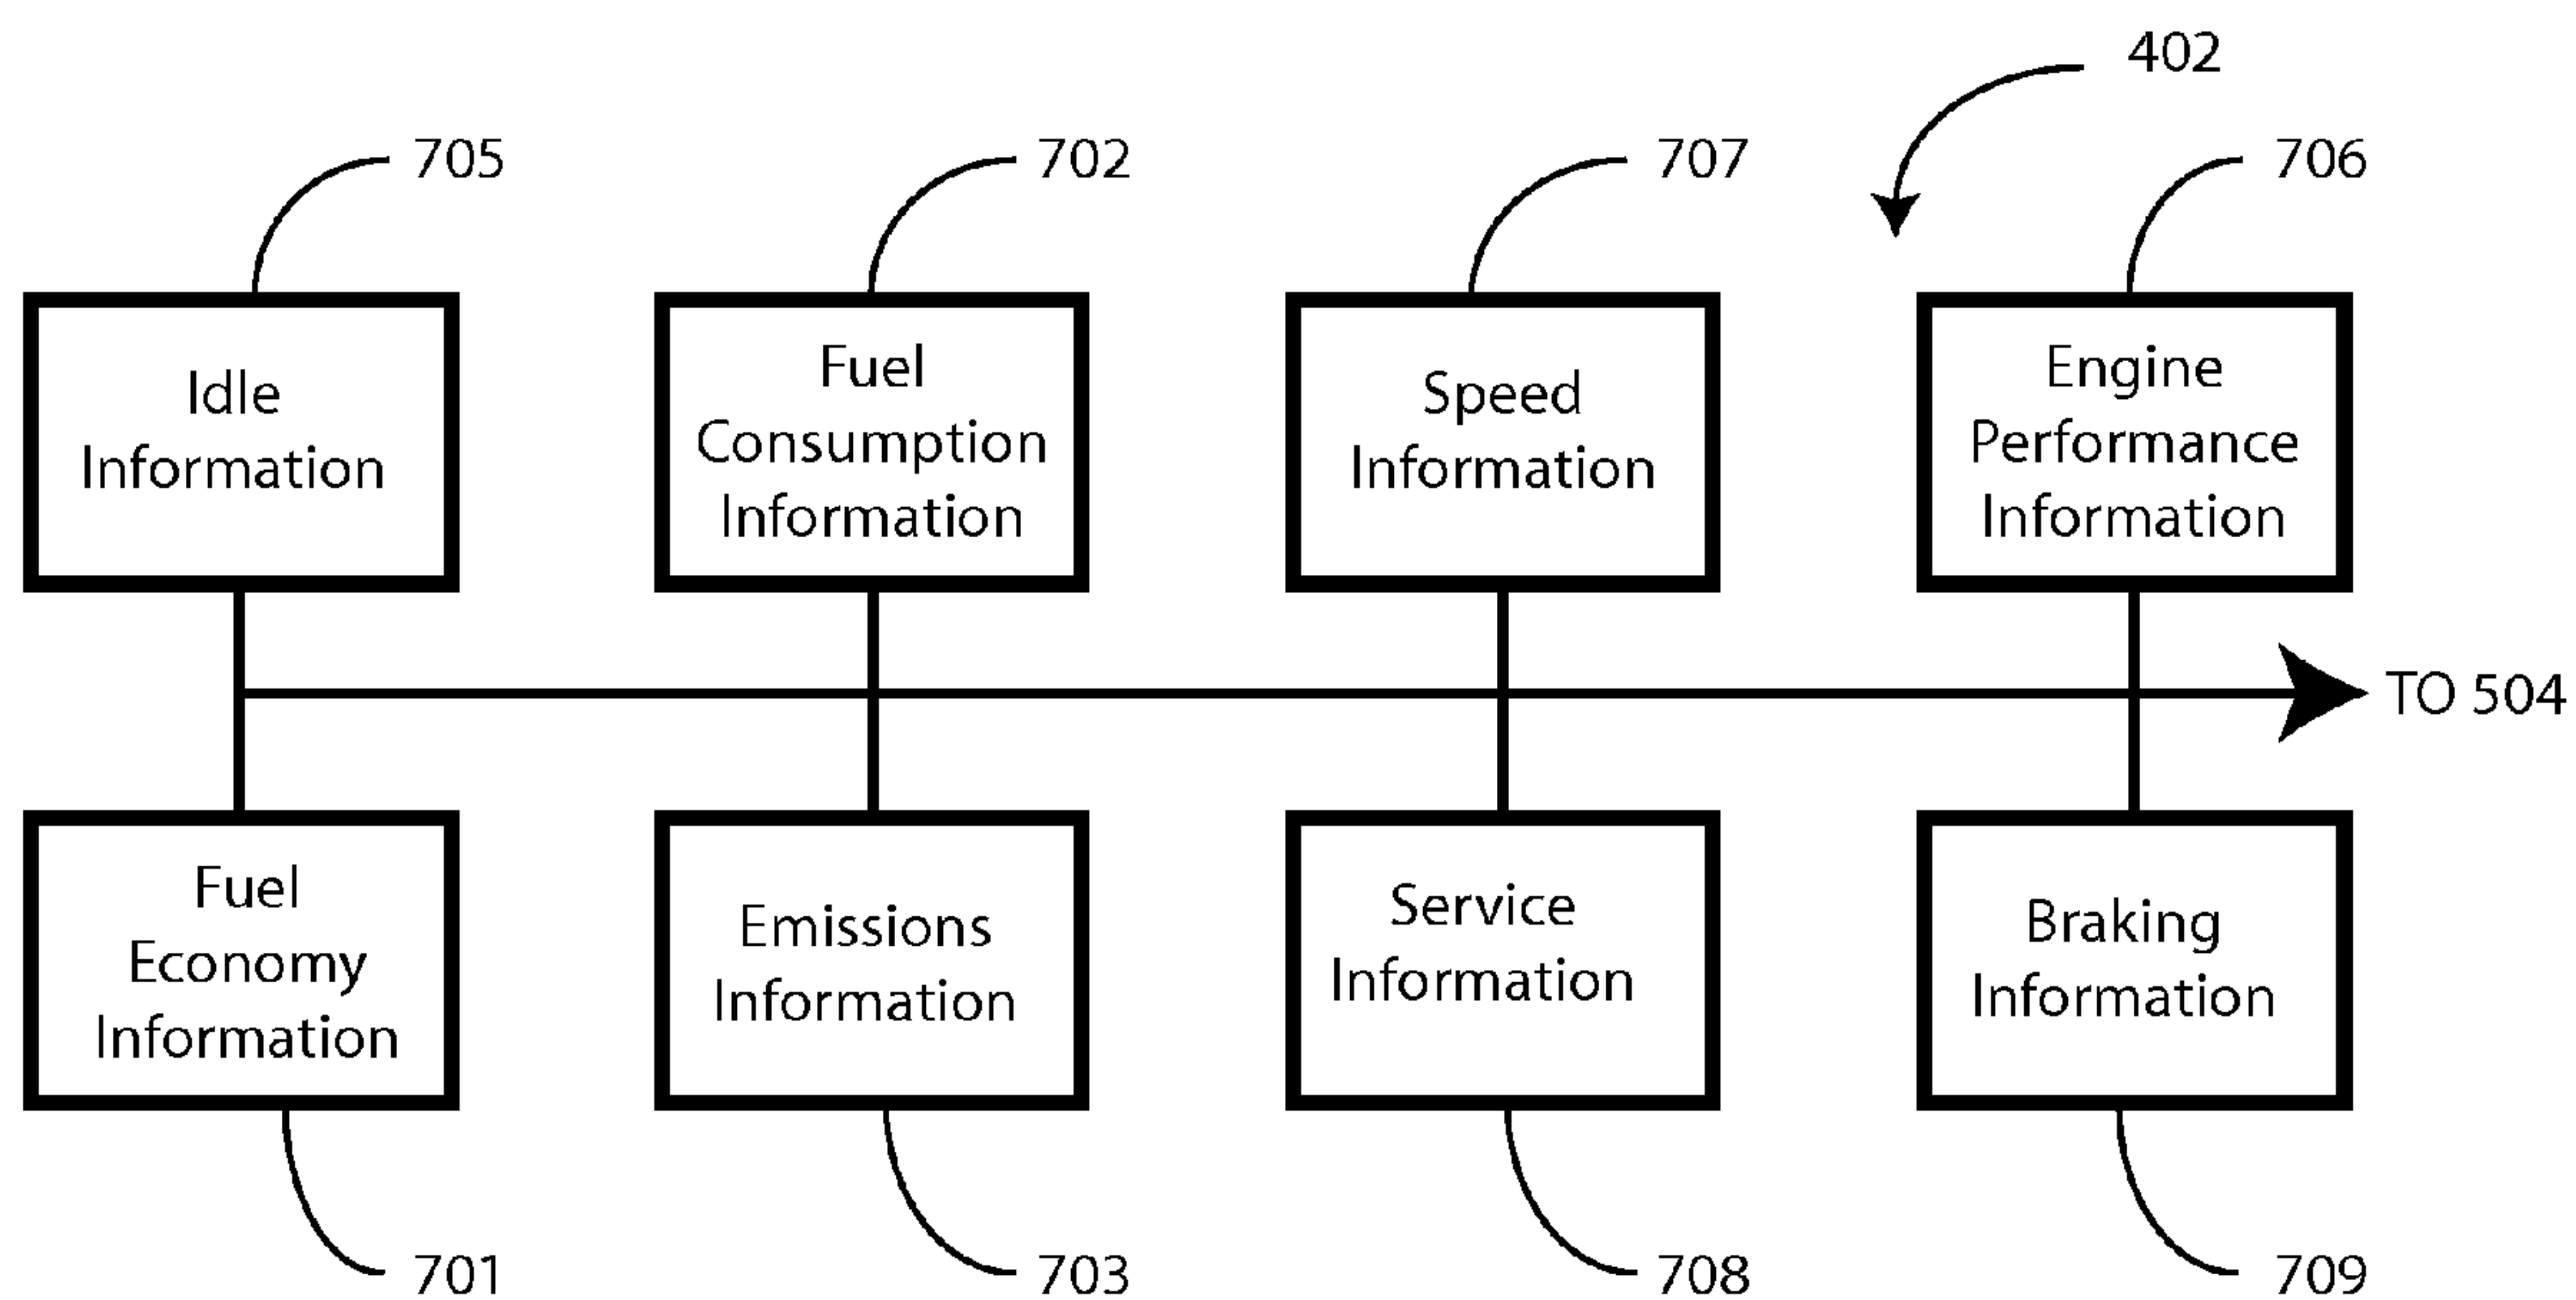 402
705
702
707
706
Idle
Information
Fuel
Consumption
Information
Speed
Information
Engine
Performance
Information
TO 504
Fuel
Economy
Information
Emissions
Information
Service
Information
Braking
Information
701
703
708
709